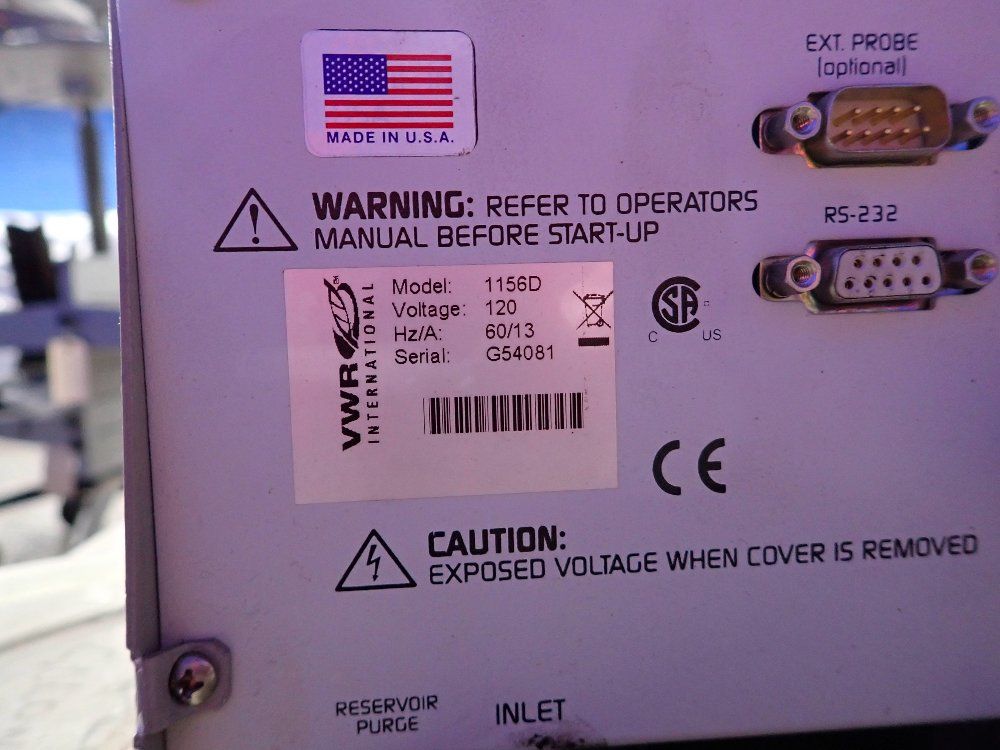 MADE IN U.S.A.
EXT. PROBE
(optional)
WARNING: REFER TO OPERATORS
MANUAL BEFORE START-UP
RS-232
VWR
INTERNATIONAL
Model: 1156D
Voltage: 120
Hz/A: 60/13
Serial: G54081
SA
C US
CE
CAUTION:
EXPOSED VOLTAGE WHEN COVER IS REMOVED
RESERVOIR
PURGE
INLET